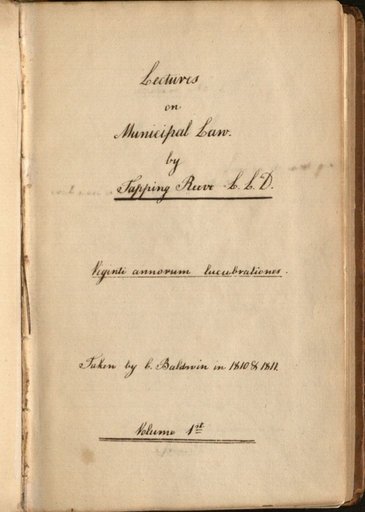 Lectures
on
Municipal Law.
by
Tapping Reeve L. L. D.
Viginti annorum lucubrationes.
Taken by C. Baldwin in 1810 & 1811.
Volume 1st